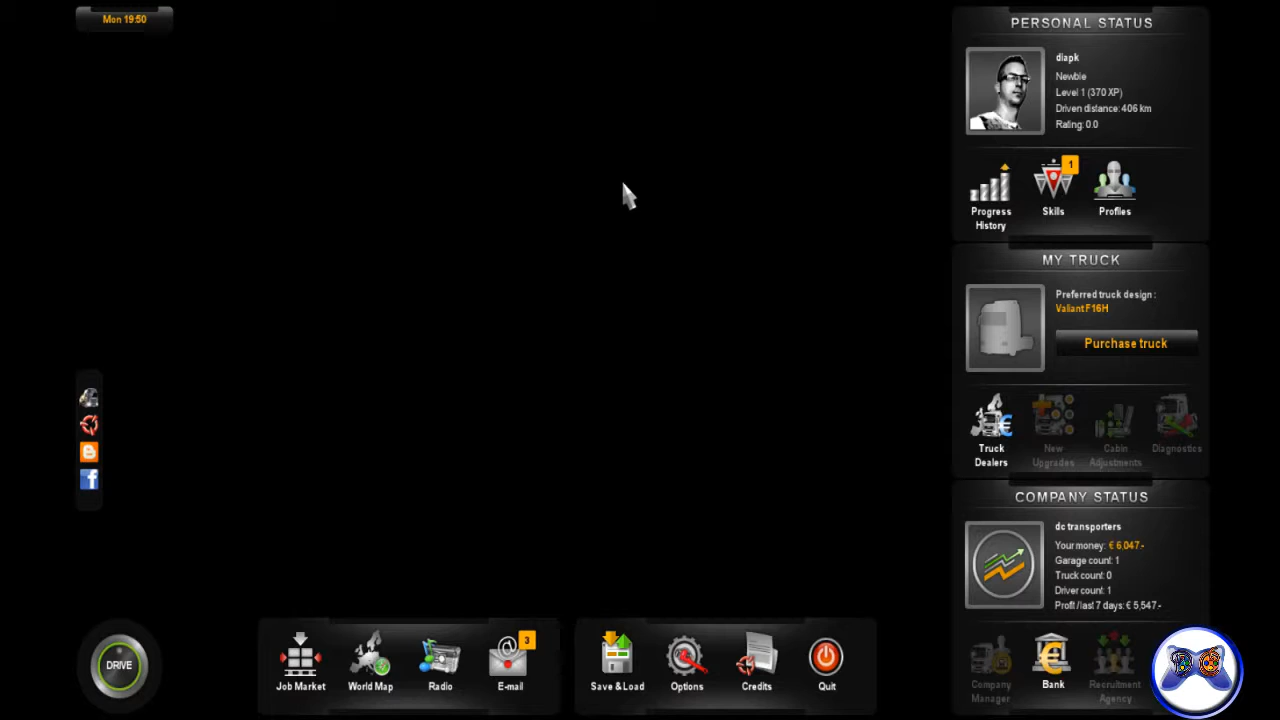 Mon 19:50
PERSONAL STATUS
diapk
Newbie
Level 1 (370 XP)
Driven distance: 406 km
Rating: 0.0
1
Progress History
Skills
Profiles
MY TRUCK
Preferred truck design :
Valiant F16H
Purchase truck
Truck Dealers
New Upgrades
Cabin Adjustments
Diagnostics
COMPANY STATUS
dc transporters
Your money: € 6,047.-
Garage count: 1
Truck count: 0
Driver count: 1
Profit /last 7 days: € 5,547.-
Company Manager
Bank
Recruitment Agency
DRIVE
Job Market
World Map
Radio
3
E-mail
Save & Load
Options
Credits
Quit